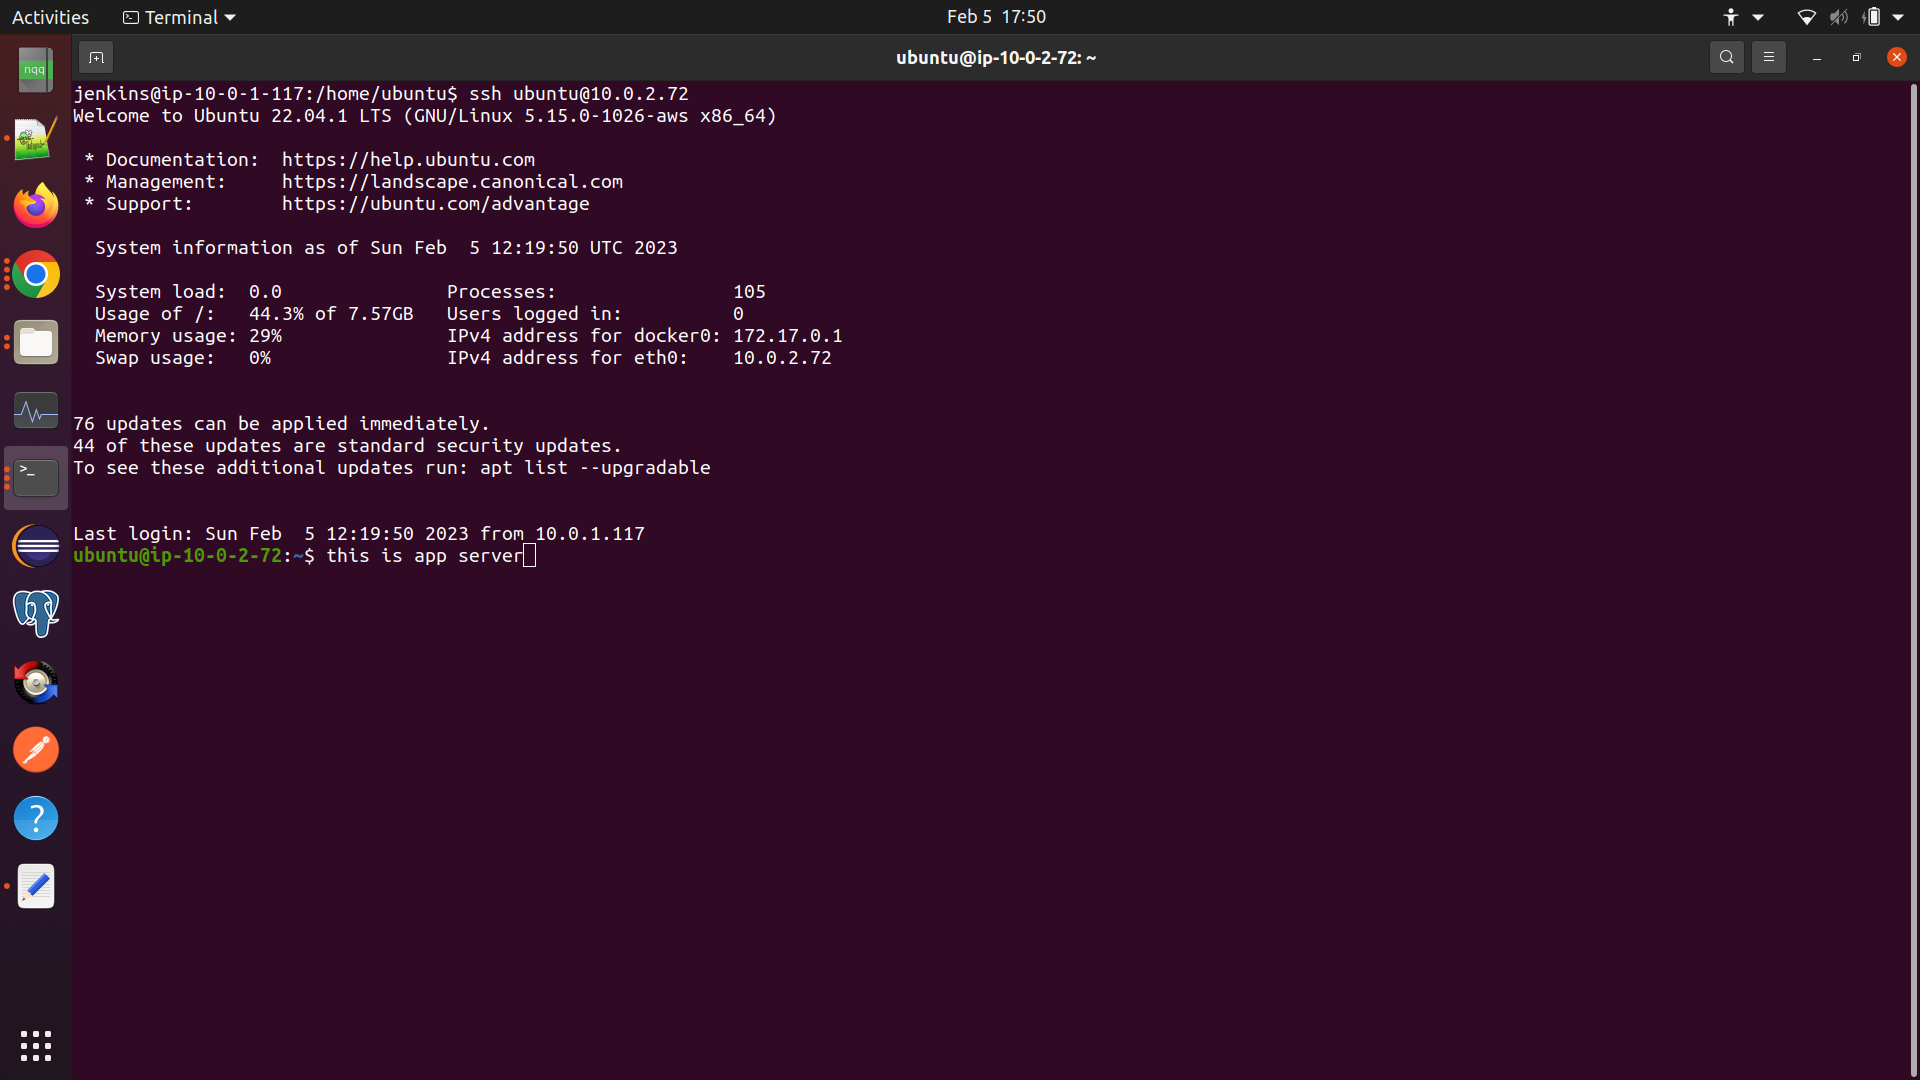 Activities Terminal Feb 5 17:50
nqq
ubuntu@ip-10-0-2-72: ~
jenkins@ip-10-0-1-117:/home/ubuntu$ ssh ubuntu@10.0.2.72
Welcome to Ubuntu 22.04.1 LTS (GNU/Linux 5.15.0-1026-aws x86_64)
* Documentation: https://help.ubuntu.com
* Management: https://landscape.canonical.com
* Support: https://ubuntu.com/advantage
System information as of Sun Feb 5 12:19:50 UTC 2023
System load: 0.0 Processes: 105
Usage of /: 44.3% of 7.57GB Users logged in: 0
Memory usage: 29% IPv4 address for docker0: 172.17.0.1
Swap usage: 0% IPv4 address for eth0: 10.0.2.72
76 updates can be applied immediately.
44 of these updates are standard security updates.
To see these additional updates run: apt list --upgradable
Last login: Sun Feb 5 12:19:50 2023 from 10.0.1.117
ubuntu@ip-10-0-2-72:~$ this is app server